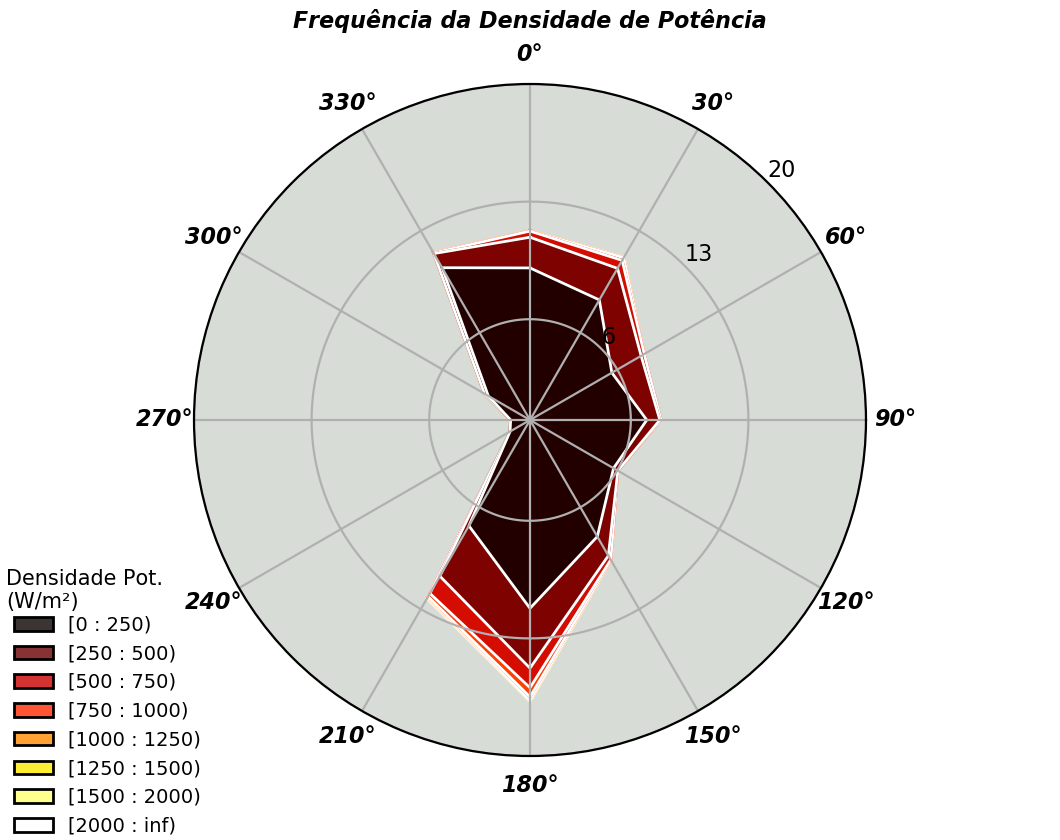 Frequência da Densidade de Potência
0°
330°
30°
20
300°
60°
13
6
270°
90°
Densidade Pot.
(W/m²)
240°
120°
[0 : 250)
[250 : 500)
[500 : 750)
[750 : 1000)
[1000 : 1250)
[1250 : 1500)
[1500 : 2000)
[2000 : inf)
210°
150°
180°